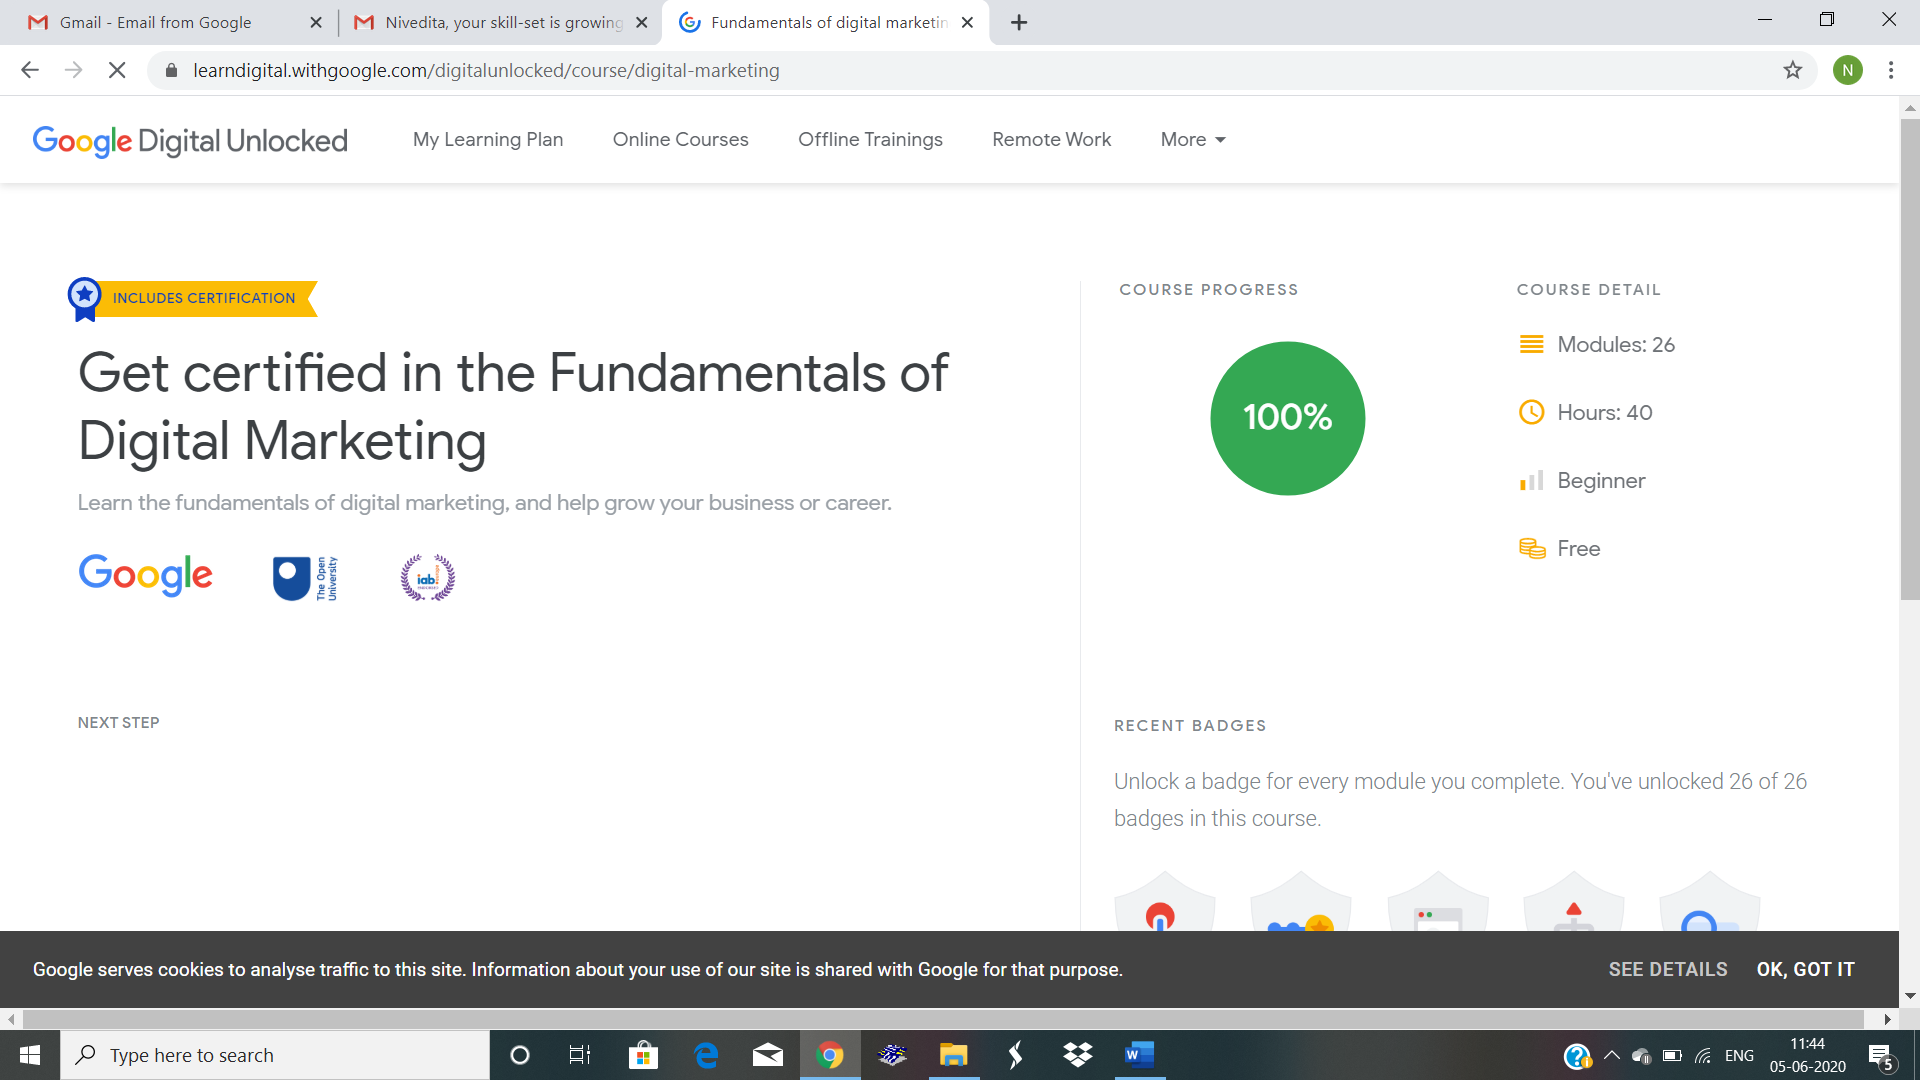 Gmail - Email from Google
Nivedita, your skill-set is growing
Fundamentals of digital marketin
learndigital.withgoogle.com/digitalunlocked/course/digital-marketing
N
Google Digital Unlocked
My Learning Plan
Online Courses
Offline Trainings
Remote Work
More
INCLUDES CERTIFICATION
Get certified in the Fundamentals of
Digital Marketing
Learn the fundamentals of digital marketing, and help grow your business or career.
Google
The Open
University
iab
NEXT STEP
COURSE PROGRESS
100%
COURSE DETAIL
Modules: 26
Hours: 40
Beginner
Free
RECENT BADGES
Unlock a badge for every module you complete. You've unlocked 26 of 26
badges in this course.
Google serves cookies to analyse traffic to this site. Information about your use of our site is shared with Google for that purpose.
SEE DETAILS
OK, GOT IT
Type here to search
W
ENG
11:44
05-06-2020
5